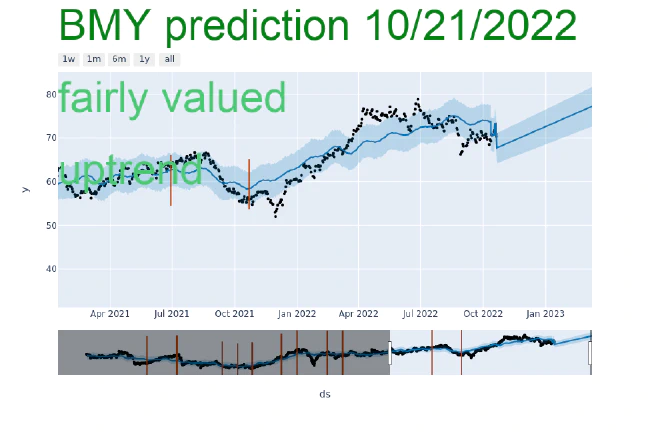 BMY prediction 10/21/2022
1w 1m 6m 1y all
fairly valued
uptrend
80
70
60
50
40
y
Apr 2021 Jul 2021 Oct 2021 Jan 2022 Apr 2022 Jul 2022 Oct 2022 Jan 2023
ds